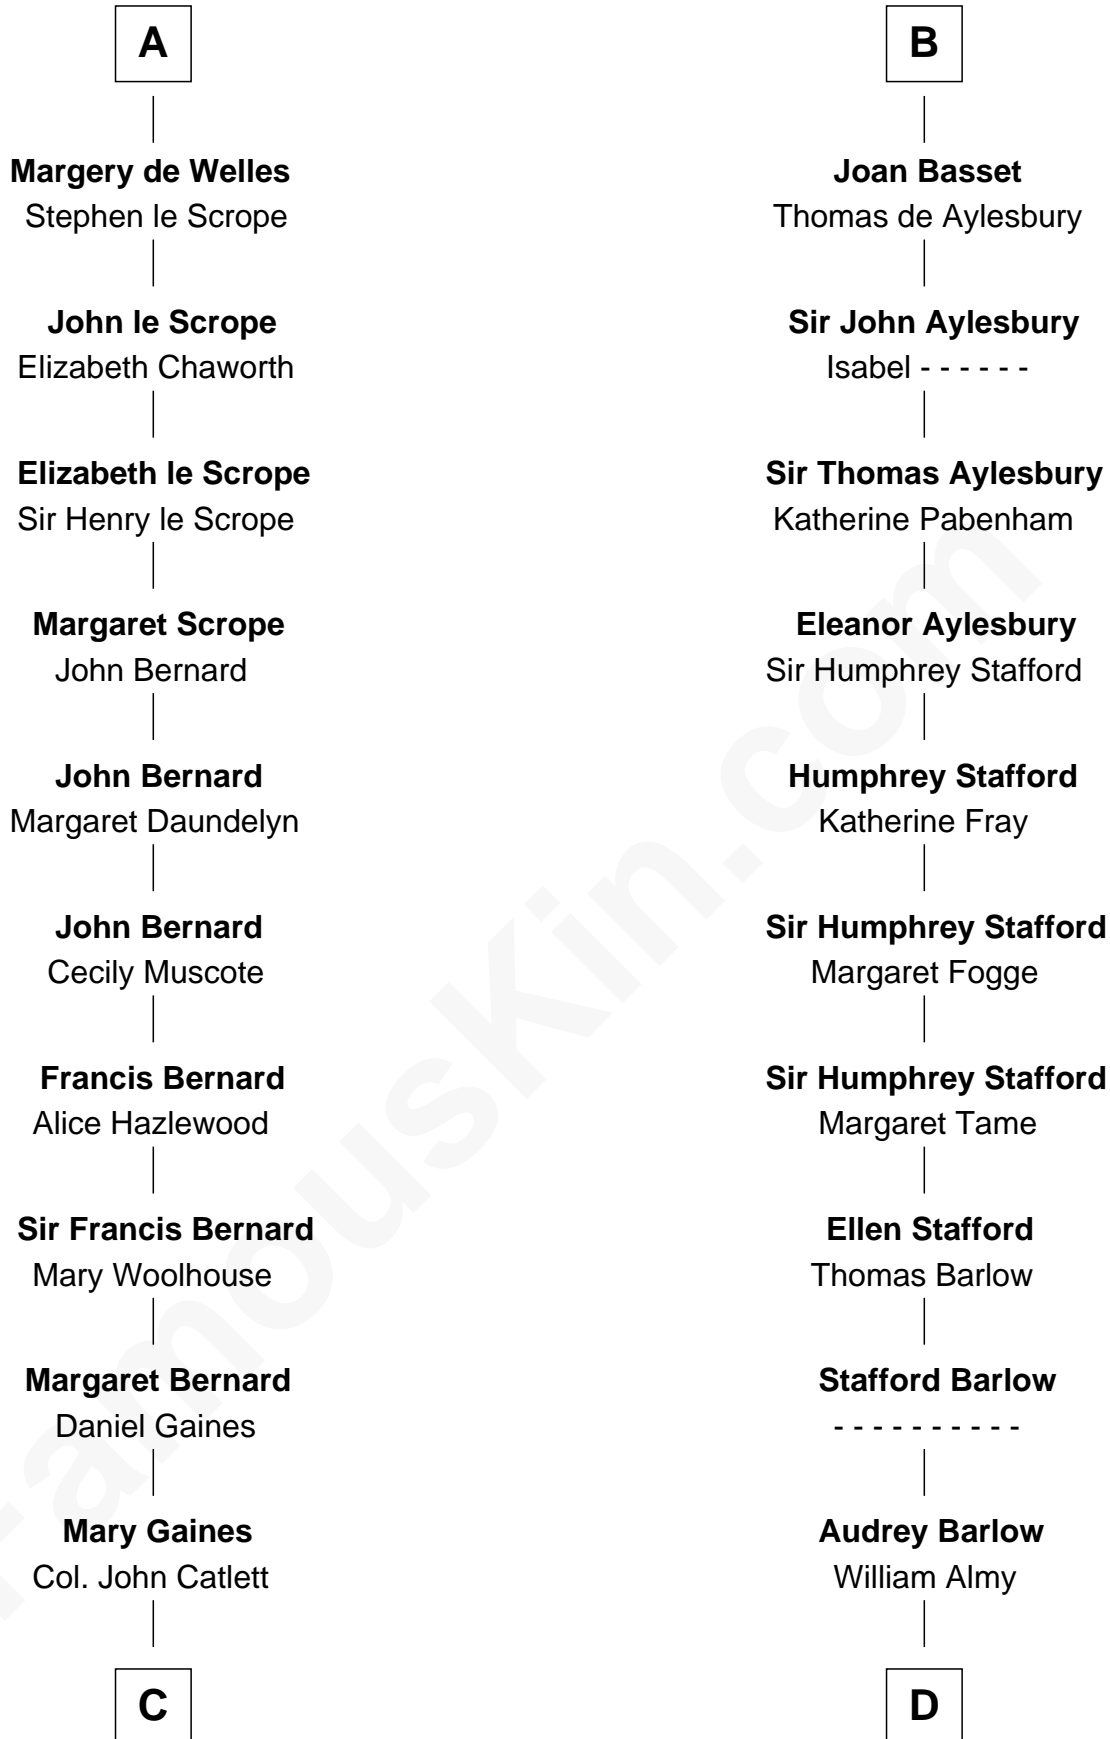 A
Margery de Welles
Stephen le Scrope
John le Scrope
Elizabeth Chaworth
Elizabeth le Scrope
Sir Henry le Scrope
Margaret Scrope
John Bernard
John Bernard
Margaret Daundelyn
John Bernard
Cecily Muscote
Francis Bernard
Alice Hazlewood
Sir Francis Bernard
Mary Woolhouse
Margaret Bernard
Daniel Gaines
Mary Gaines
Col. John Catlett
C
B
Joan Basset
Thomas de Aylesbury
Sir John Aylesbury
Isabel - - - - - -
Sir Thomas Aylesbury
Katherine Pabenham
Eleanor Aylesbury
Sir Humphrey Stafford
Humphrey Stafford
Katherine Fray
Sir Humphrey Stafford
Margaret Fogge
Sir Humphrey Stafford
Margaret Tame
Ellen Stafford
Thomas Barlow
Stafford Barlow
- - - - - - - - - -
Audrey Barlow
William Almy
D
FamousKin.com